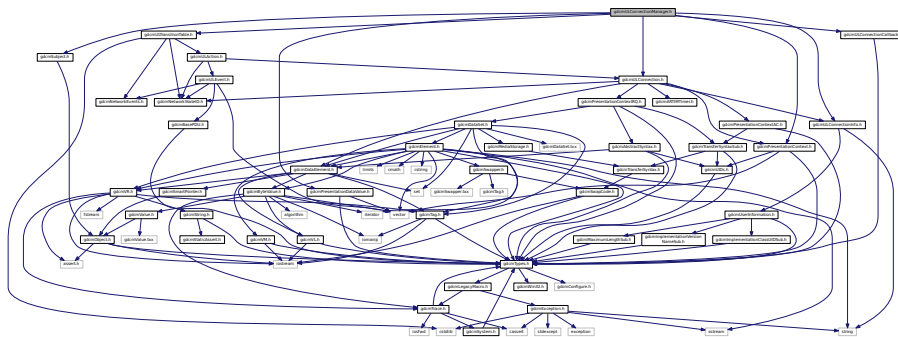 gdcmULConnectionManager.h
gdcmULTransitionTable.h
gdcmULConnectionCallback.h
gdcmSubject.h
gdcmULAction.h
gdcmULEvent.h
gdcmULConnection.h
gdcmNetworkEvents.h
gdcmNetworkStateID.h
gdcmPresentationContextRQ.h
gdcmARTIMTimer.h
gdcmBasePDU.h
gdcmDataSet.h
gdcmPresentationContextAC.h
gdcmULConnectionInfo.h
gdcmElement.h
gdcmMediaStorage.h
gdcmDataSet.txx
gdcmAbstractSyntax.h
gdcmTransferSyntaxSub.h
gdcmPresentationContext.h
gdcmDataElement.h
limits
cmath
cstring
gdcmSwapper.h
gdcmTransferSyntax.h
gdcmUIDs.h
gdcmVR.h
gdcmSmartPointer.h
gdcmByteValue.h
gdcmPresentationDataValue.h
set
gdcmSwapper.txx
gdcmTag.h
gdcmSwapCode.h
fstream
gdcmValue.h
gdcmString.h
algorithm
iterator
vector
gdcmTag.h
gdcmUserInformation.h
gdcmObject.h
gdcmValue.txx
gdcmStaticAssert.h
gdcmVM.h
gdcmVL.h
iomanip
gdcmMaximumLengthSub.h
gdcmImplementationVersion
NameSub.h
gdcmImplementationClassUIDSub.h
assert.h
iostream
gdcmTypes.h
gdcmLegacyMacro.h
gdcmWin32.h
gdcmConfigure.h
gdcmTrace.h
gdcmException.h
cstdlib
gdcmSystem.h
cassert
stdexcept
exception
sstream
string